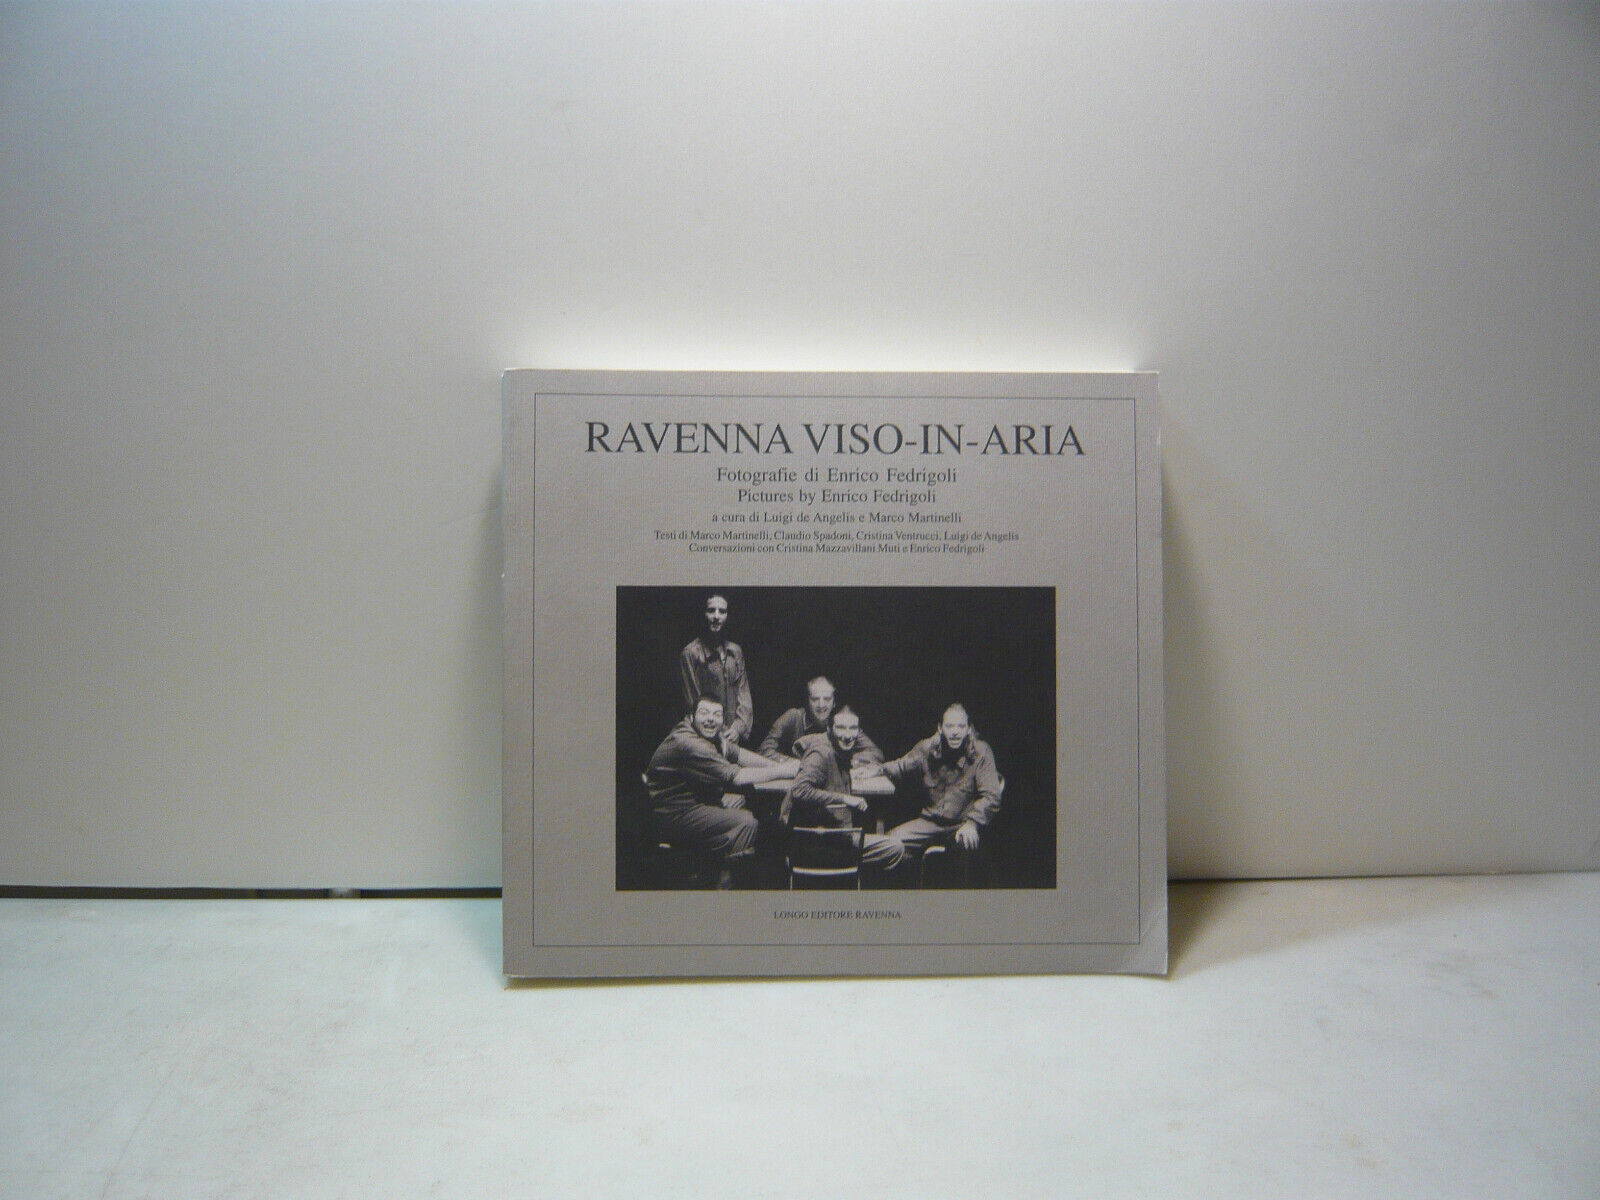 RAVENNA VISO-IN-ARIA
Fotografie di Enrico Fedrigoli
Pictures by Enrico Fedrigoli
a cura di Luigi de Angelis e Marco Martinelli
Testi di Marco Martinelli, Claudio Spadoni, Cristina Ventrucci, Luigi de Angelis
Conversazioni con Cristina Mazzavillani Muti e Enrico Fedrigoli
LONGO EDITORE RAVENNA